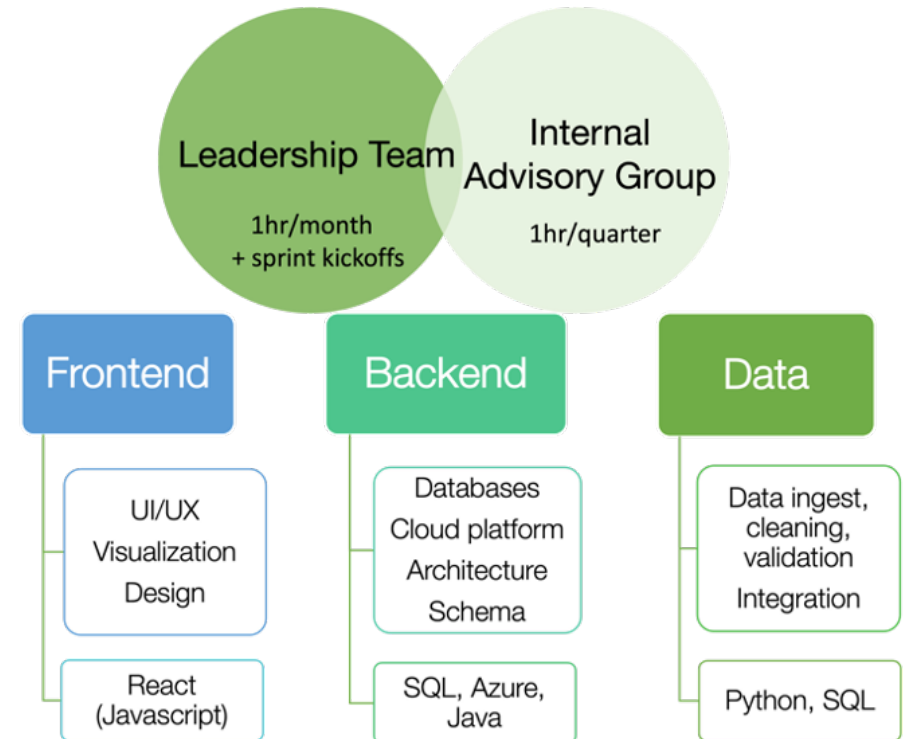 Leadership Team
1hr/month
+ sprint kickoffs
Internal
Advisory Group
1hr/quarter
Frontend
UI/UX
Visualization
Design
React
(Javascript)
Backend
Databases
Cloud platform
Architecture
Schema
SQL, Azure,
Java
Data
Data ingest,
cleaning,
validation
Integration
Python, SQL